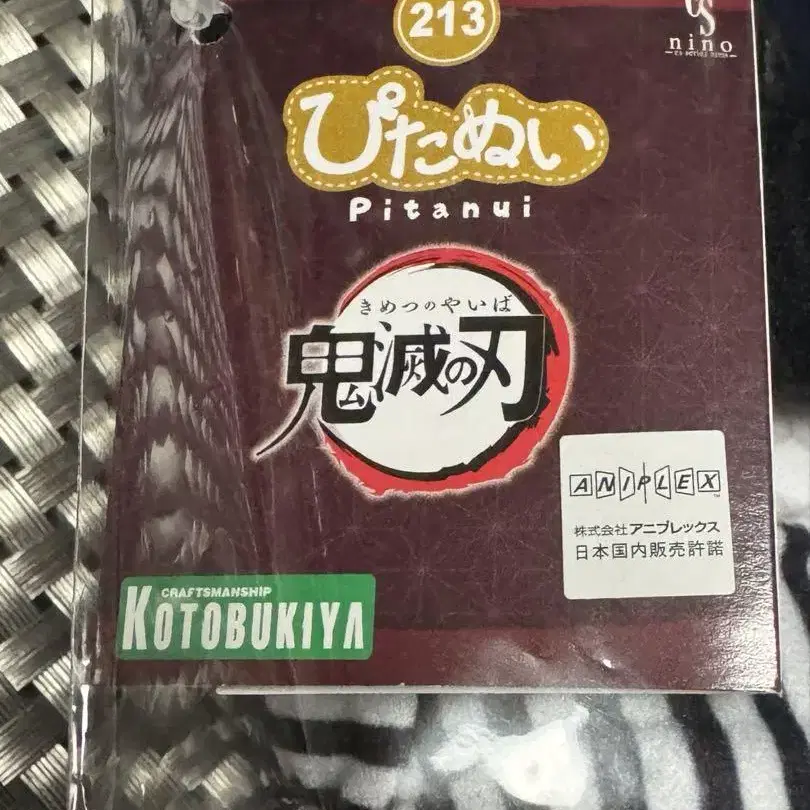 213
nino
ぴたぬい
Pitanui
きめつのやいば
鬼滅の刃
ANIPLEX
株式会社アニプレックス
日本国内販売許諾
CRAFTSMANSHIP
KOTOBUKIYA